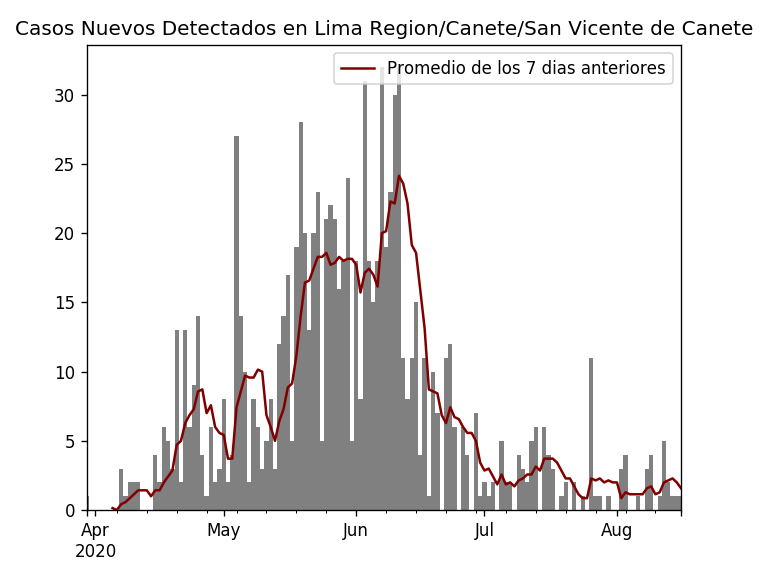 Casos Nuevos Detectados en Lima Region/Canete/San Vicente de Canete
Promedio de los 7 dias anteriores
30
25
20
15
10
5
0
Apr May Jun Jul Aug
2020